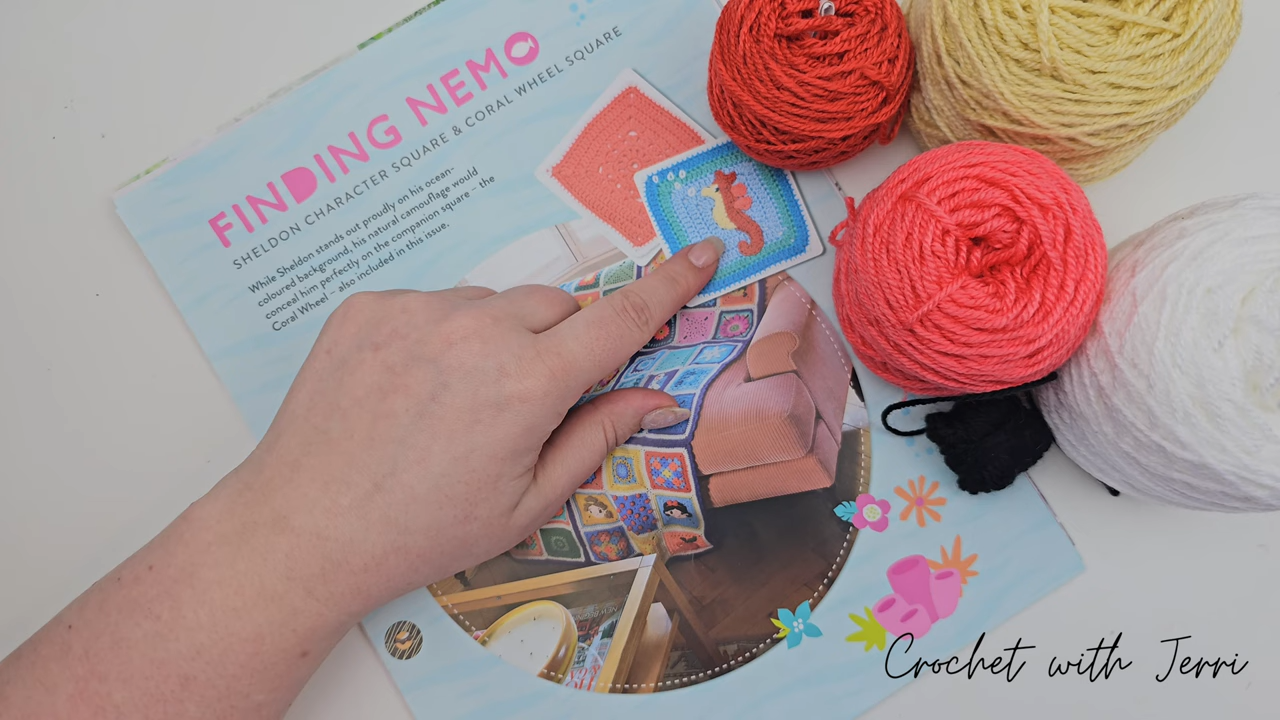 FINDING NEMO
SHELDON CHARACTER SQUARE & CORAL WHEEL SQUARE
While Sheldon stands out proudly on his ocean-
coloured background, his natural camouflage would
conceal him perfectly on the companion square – the
Coral Wheel – also included in this issue.
Crochet with Jerri